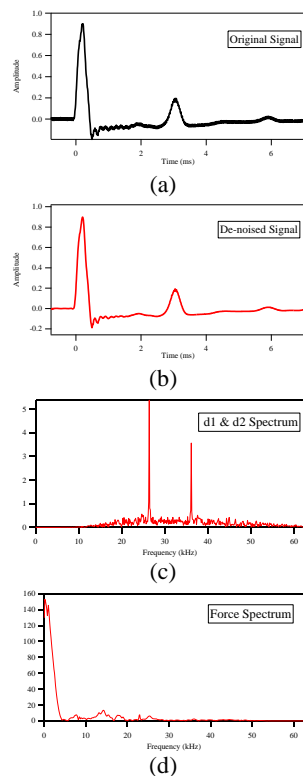 1.0
0.8
0.6
0.4
0.2
0.0
Amplitude
Original Signal
0 2 4 6
Time (ms)
(a)
1.0
0.8
0.6
0.4
0.2
0.0
-0.2
Amplitude
De-noised Signal
0 2 4 6
Time (ms)
(b)
5
4
3
2
1
0
d1 & d2 Spectrum
0 10 20 30 40 50 60
Frequency (kHz)
(c)
160
140
120
100
80
60
40
20
0
Force Spectrum
0 10 20 30 40 50 60
Frequency (kHz)
(d)